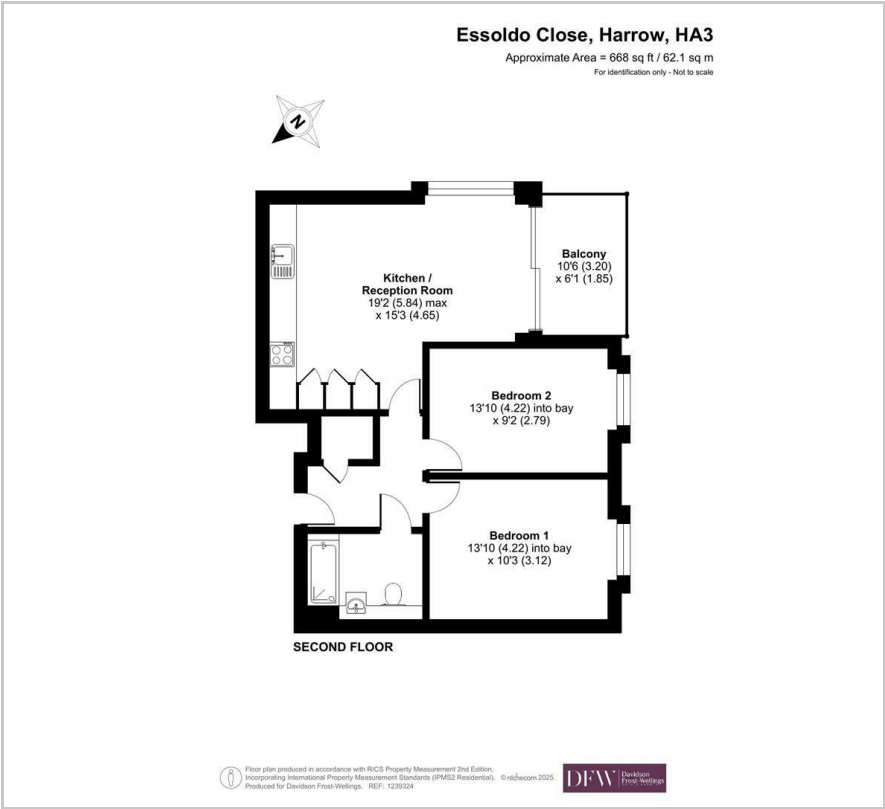 Essoldo Close, Harrow, HA3
Approximate Area = 668 sq ft / 62.1 sq m
For identification only - Not to scale
N
Kitchen /
Reception Room
19'2 (5.84) max
x 15'3 (4.65)
Balcony
10'6 (3.20)
x 6'1 (1.85)
Bedroom 2
13'10 (4.22) into bay
x 9'2 (2.79)
Bedroom 1
13'10 (4.22) into bay
x 10'3 (3.12)
SECOND FLOOR
Floor plan produced in accordance with RICS Property Measurement 2nd Edition,
Incorporating International Property Measurement Standards (IPMS2 Residential). © nichecom 2025.
Produced for Davidson Frost-Wellings. REF: 1239324
DFW
Davidson
Frost-Wellings